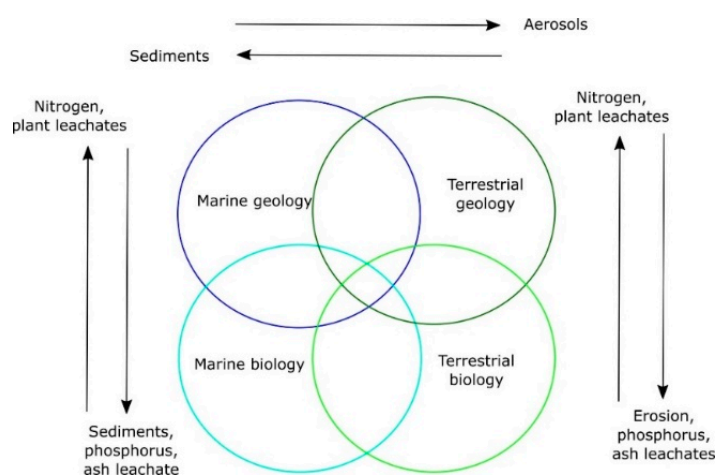 Aerosols
Sediments
Nitrogen,
plant leachates
Nitrogen,
plant leachates
Marine geology
Terrestrial
geology
Marine biology
Terrestrial
biology
Sediments,
phosphorus,
ash leachate
Erosion,
phosphorus,
ash leachates